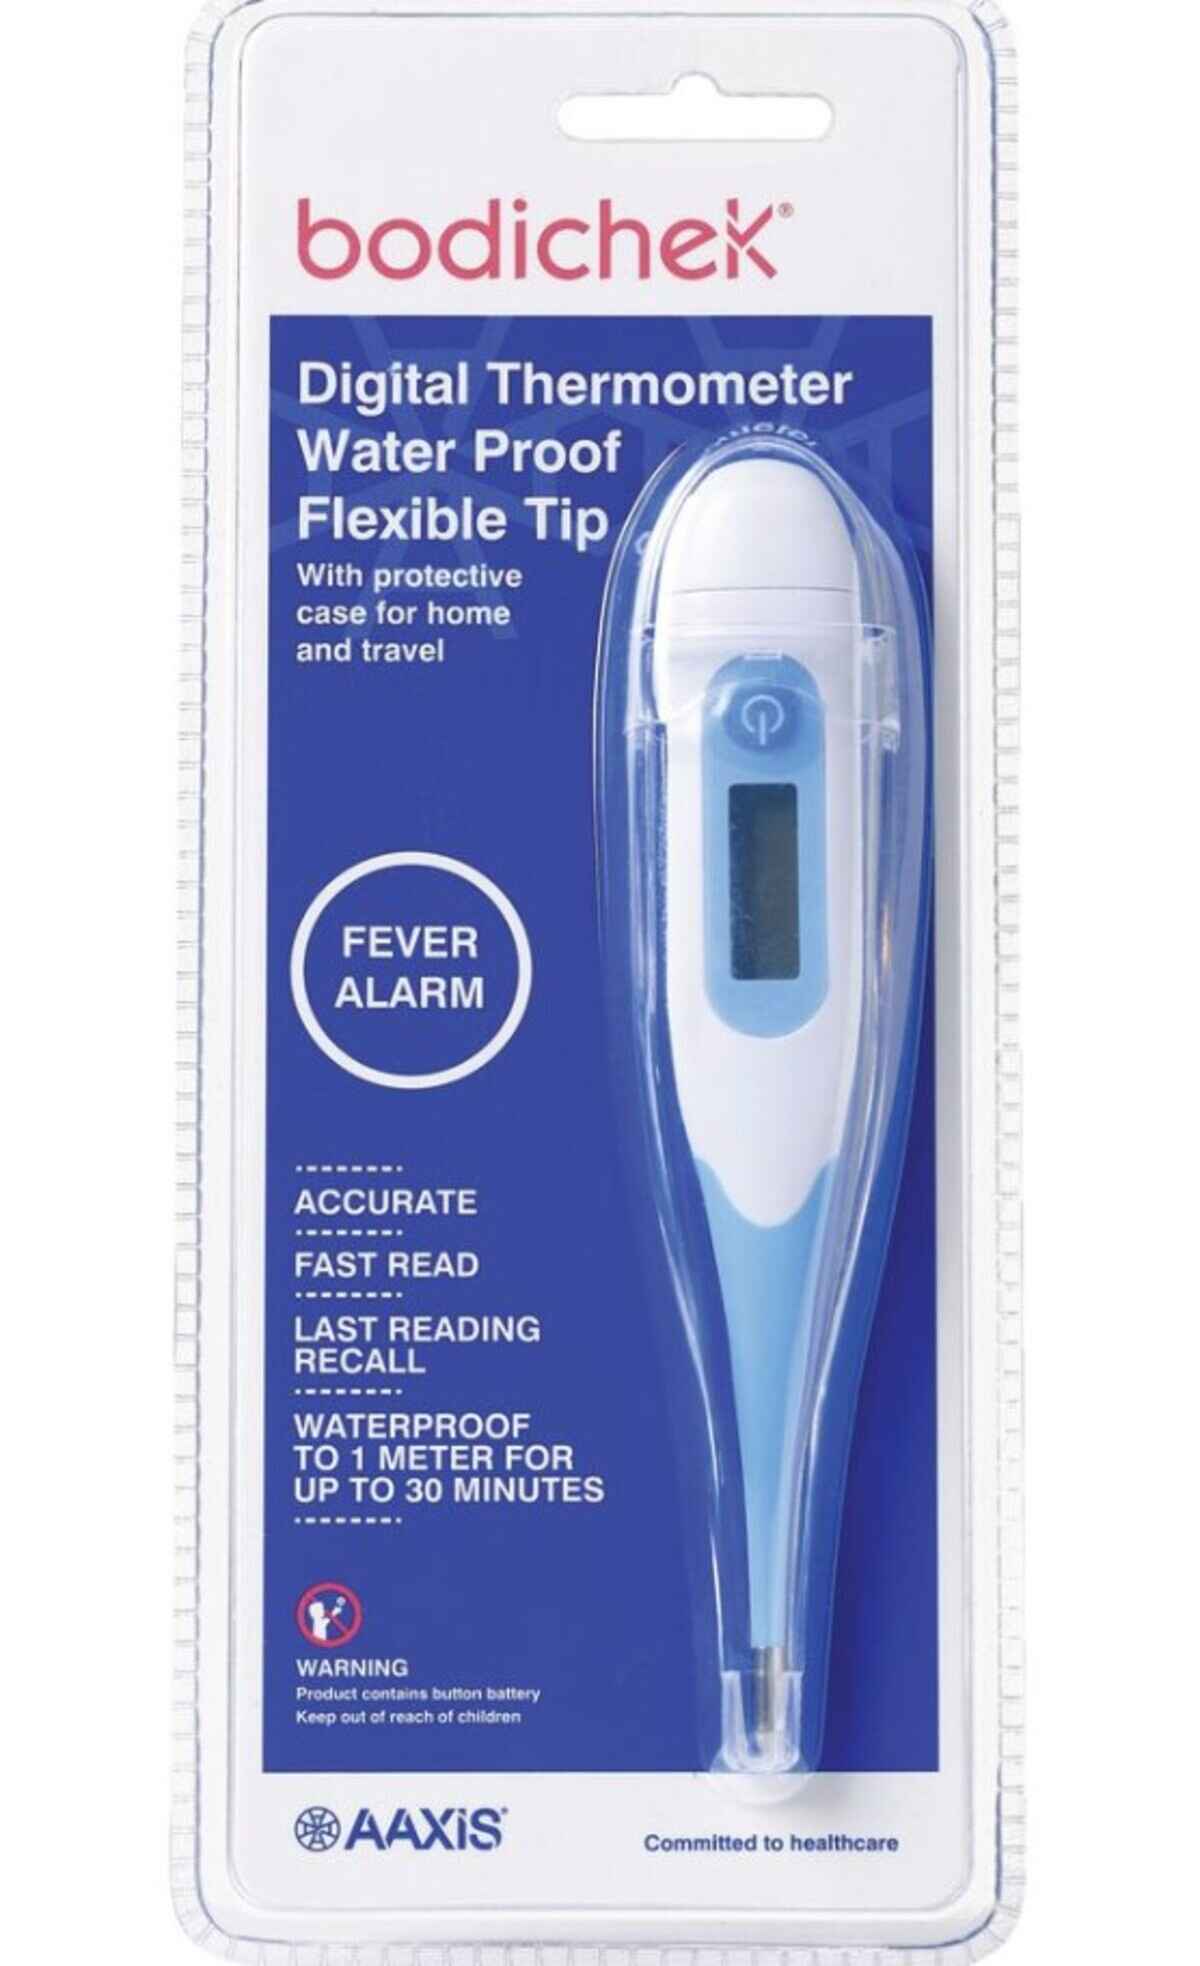 bodichek®
Digital Thermometer
Water Proof
Flexible Tip
With protective
case for home
and travel
FEVER
ALARM
ACCURATE
FAST READ
LAST READING
RECALL
WATERPROOF
TO 1 METER FOR
UP TO 30 MINUTES
WARNING
Product contains button battery
Keep out of reach of children
AAXiS
Committed to healthcare